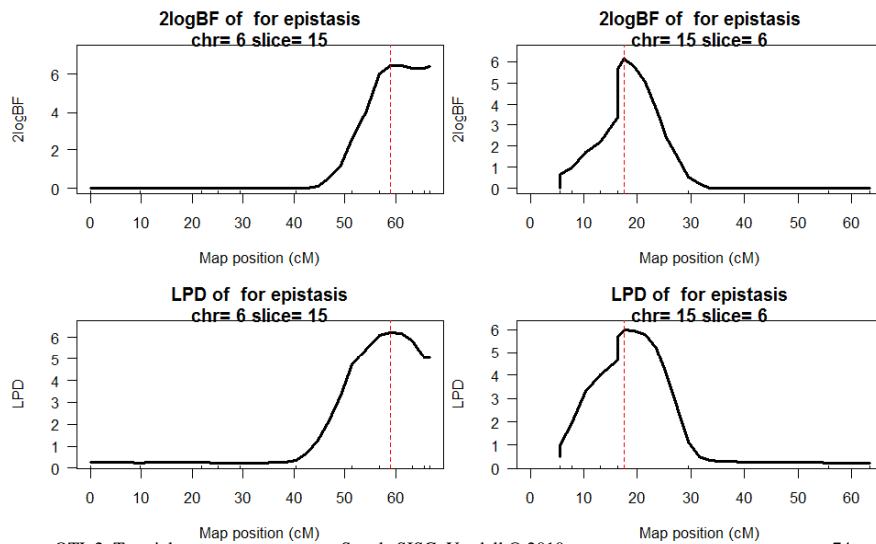 2logBF of  for epistasis
chr= 6 slice= 15
2logBF
6
4
2
0
0 10 20 30 40 50 60
Map position (cM)
2logBF of  for epistasis
chr= 15 slice= 6
2logBF
6
5
4
3
2
1
0
0 10 20 30 40 50 60
Map position (cM)
LPD of  for epistasis
chr= 6 slice= 15
LPD
6
5
4
3
2
1
0
0 10 20 30 40 50 60
Map position (cM)
LPD of  for epistasis
chr= 15 slice= 6
LPD
6
5
4
3
2
1
0
0 10 20 30 40 50 60
Map position (cM)